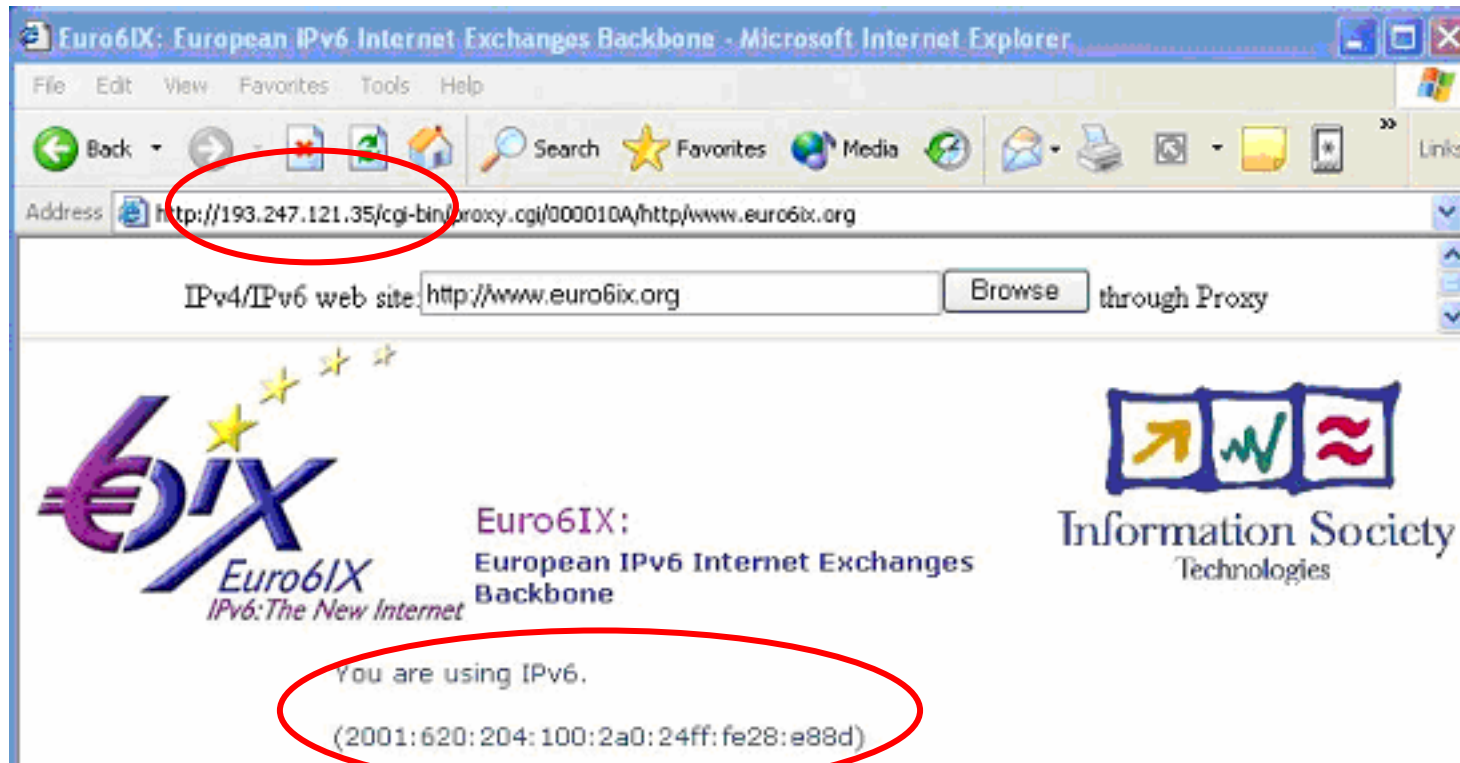 Euro6IX: European IPv6 Internet Exchanges Backbone - Microsoft Internet Explorer
File Edit View Favorites Tools Help
Back Search Favorites Media Links
Address http://193.247.121.35/cgi-bin/proxy.cgi/000010A/http/www.euro6ix.org
IPv4/IPv6 web site: http://www.euro6ix.org Browse through Proxy
6IX
Euro6IX
IPv6:The New Internet
Euro6IX:
European IPv6 Internet Exchanges
Backbone
Information Society
Technologies
You are using IPv6.
(2001:620:204:100:2a0:24ff:fe28:e88d)